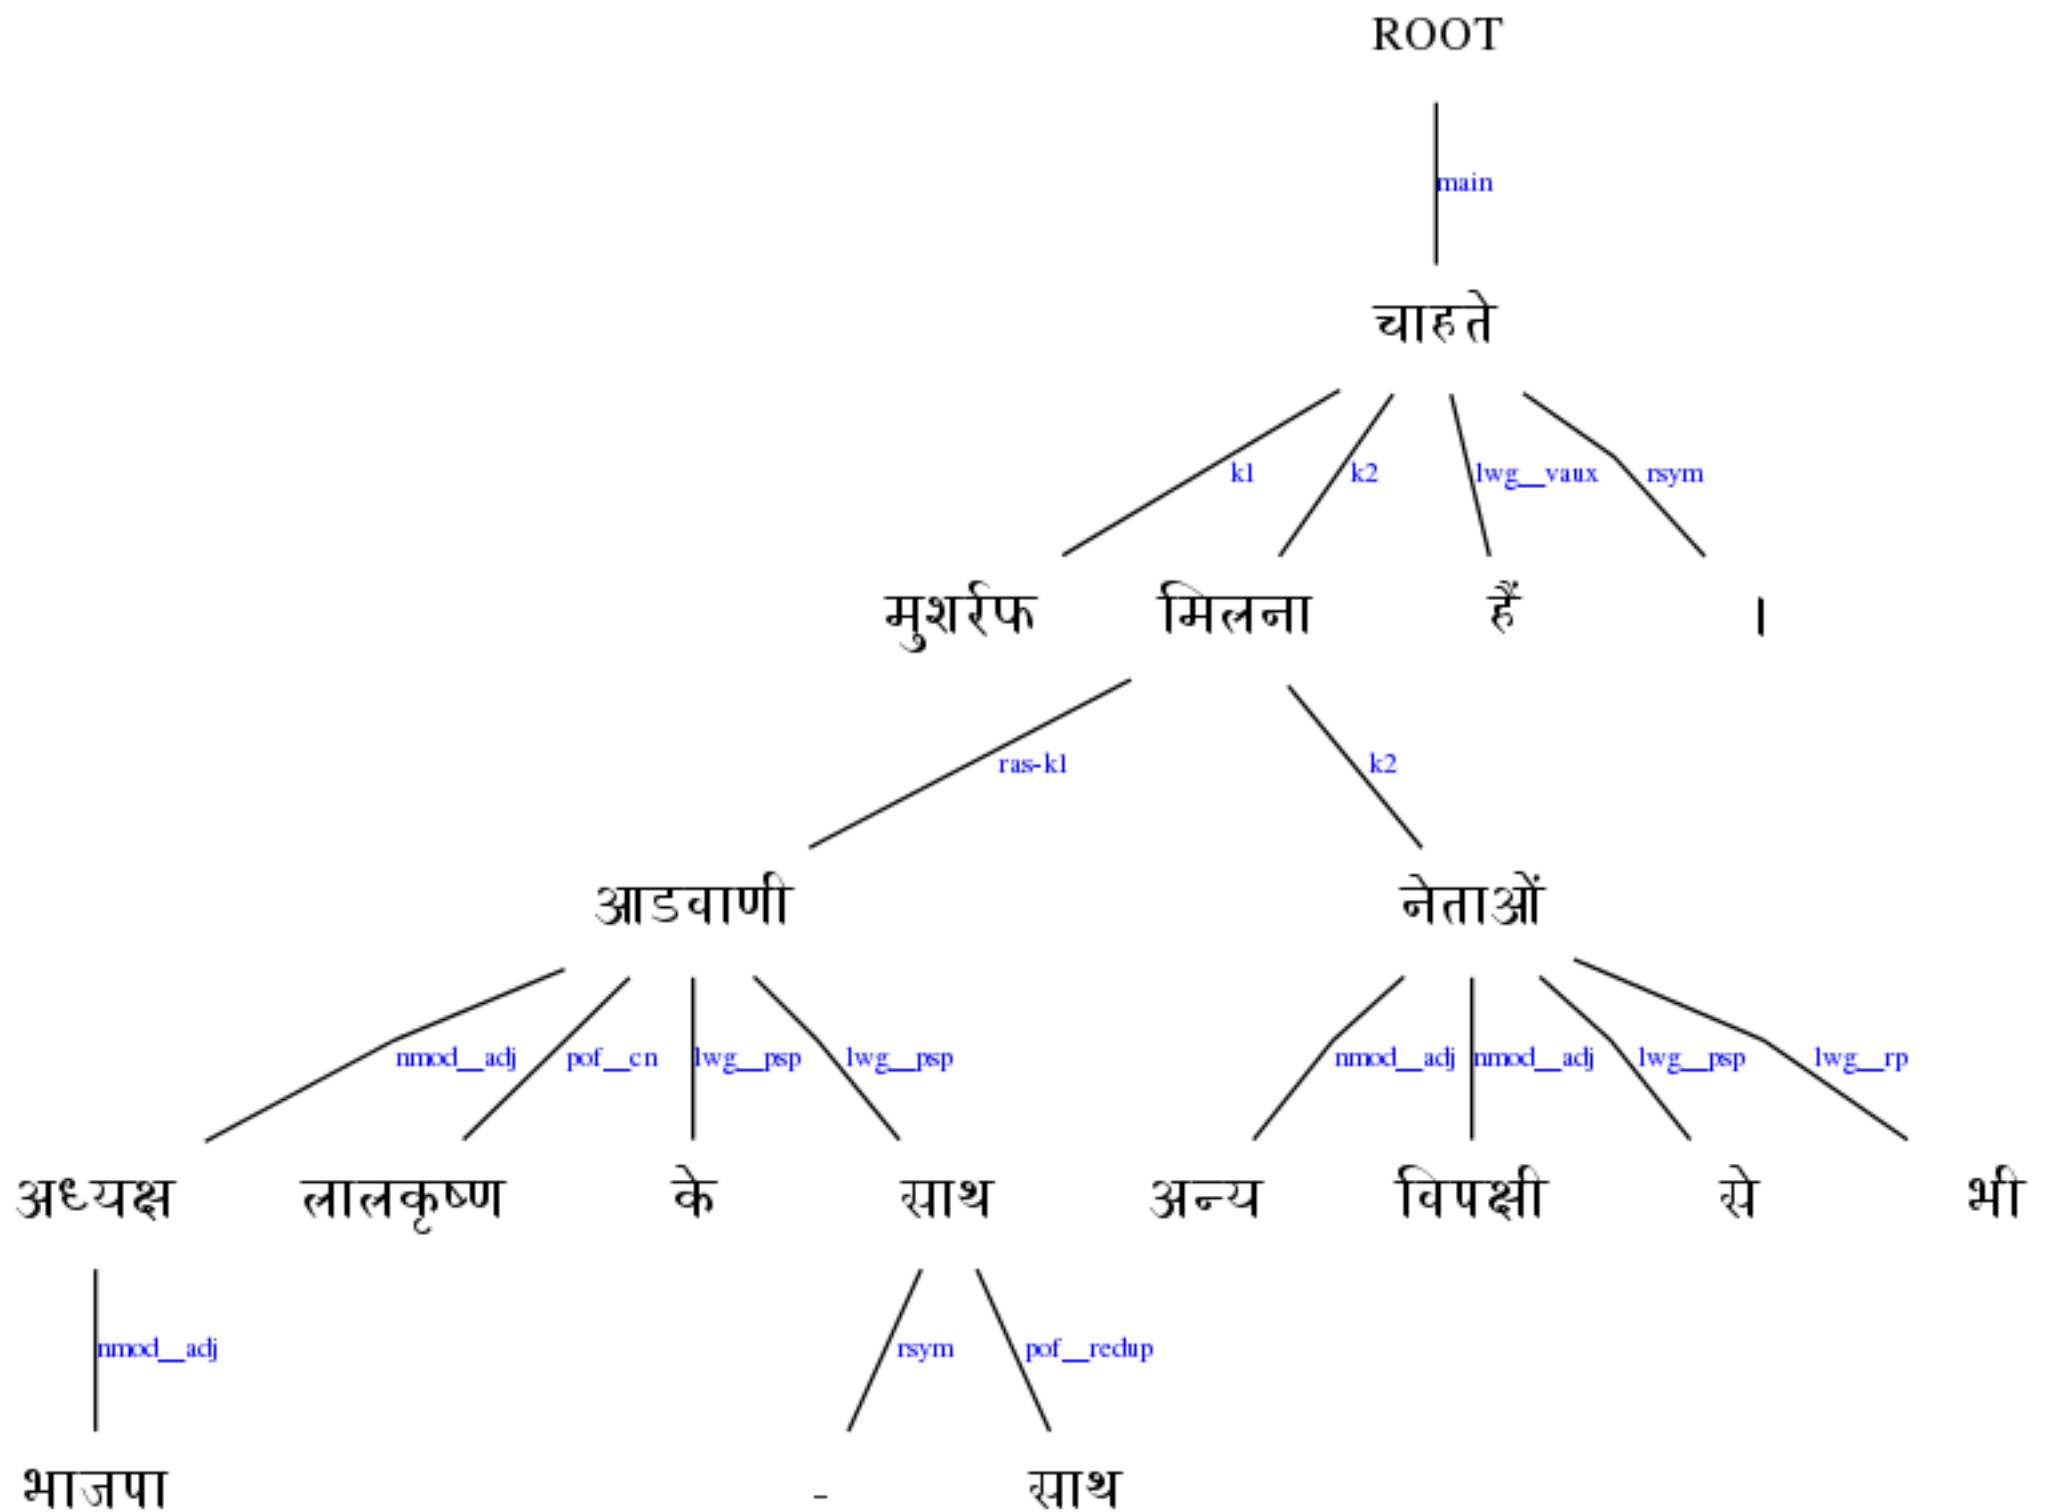 ROOT
main
चाहते
k1 k2 lwg__vaux rsym
मुशर्रफ मिलना हैं ।
ras-k1 k2
आडवाणी नेताओं
nmod__adj pof__cn lwg__psp lwg__psp nmod__adj nmod__adj lwg__psp lwg__rp
अध्यक्ष लालकृष्ण के साथ अन्य विपक्षी से भी
nmod__adj rsym pof__redup
भाजपा - साथ